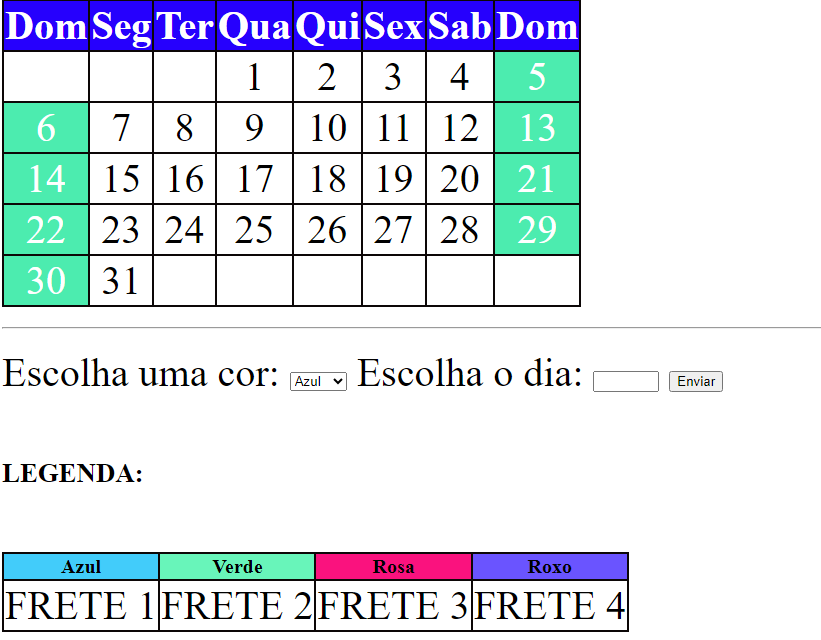 Dom Seg Ter Qua Qui Sex Sab Dom
1 2 3 4 5
6 7 8 9 10 11 12 13
14 15 16 17 18 19 20 21
22 23 24 25 26 27 28 29
30 31
Escolha uma cor: Azul Escolha o dia: Enviar
LEGENDA:
Azul Verde Rosa Roxo
FRETE 1 FRETE 2 FRETE 3 FRETE 4